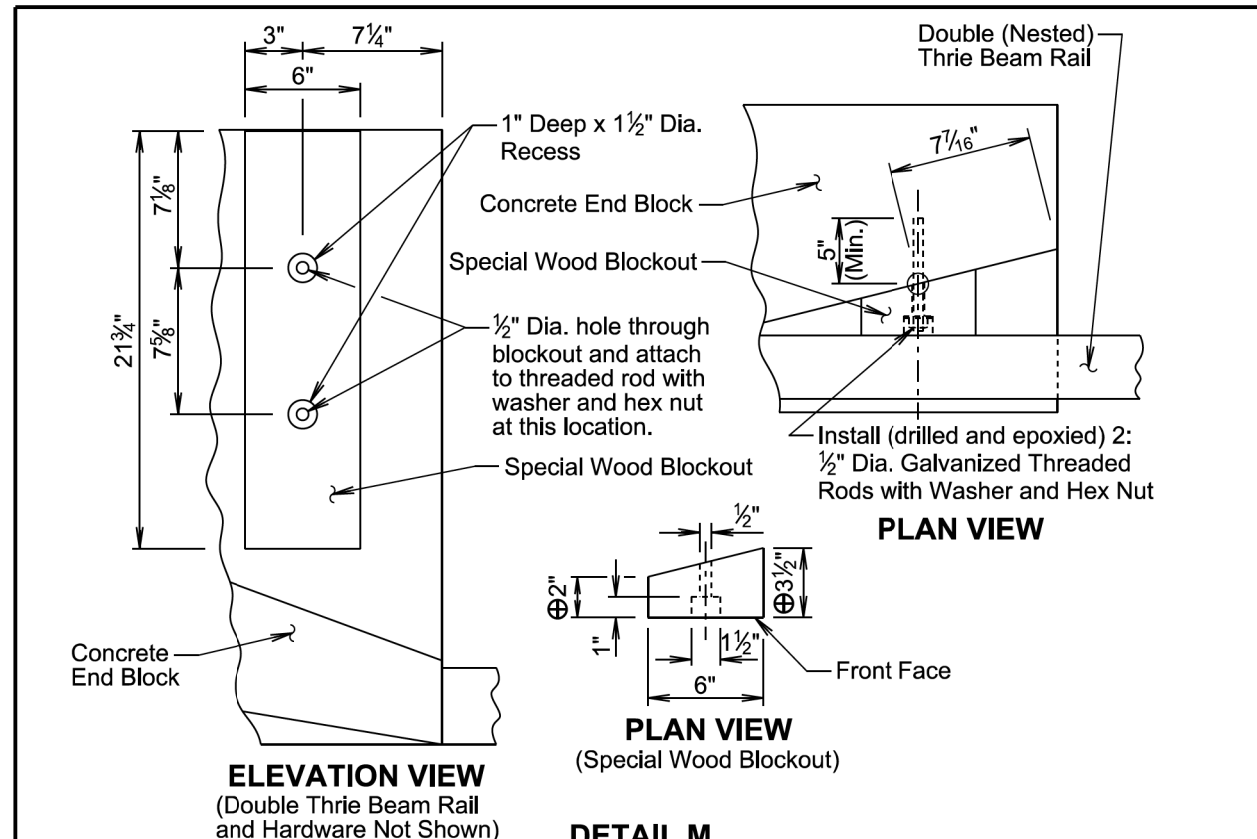 3"
7¼"
6"
1" Deep x 1½" Dia.
Recess
Concrete End Block
Special Wood Blockout
½" Dia. hole through
blockout and attach
to threaded rod with
washer and hex nut
at this location.
Special Wood Blockout
21¾"
7⅛"
7⅝"
Concrete
End Block
ELEVATION VIEW
(Double Thrie Beam Rail
and Hardware Not Shown)
Double (Nested)
Thrie Beam Rail
7⁷⁄₁₆"
5"
(Min.)
Install (drilled and epoxied) 2:
½" Dia. Galvanized Threaded
Rods with Washer and Hex Nut
PLAN VIEW
½"
⊕2"
⊕3½"
1"
1½"
6"
Front Face
PLAN VIEW
(Special Wood Blockout)
DETAIL M